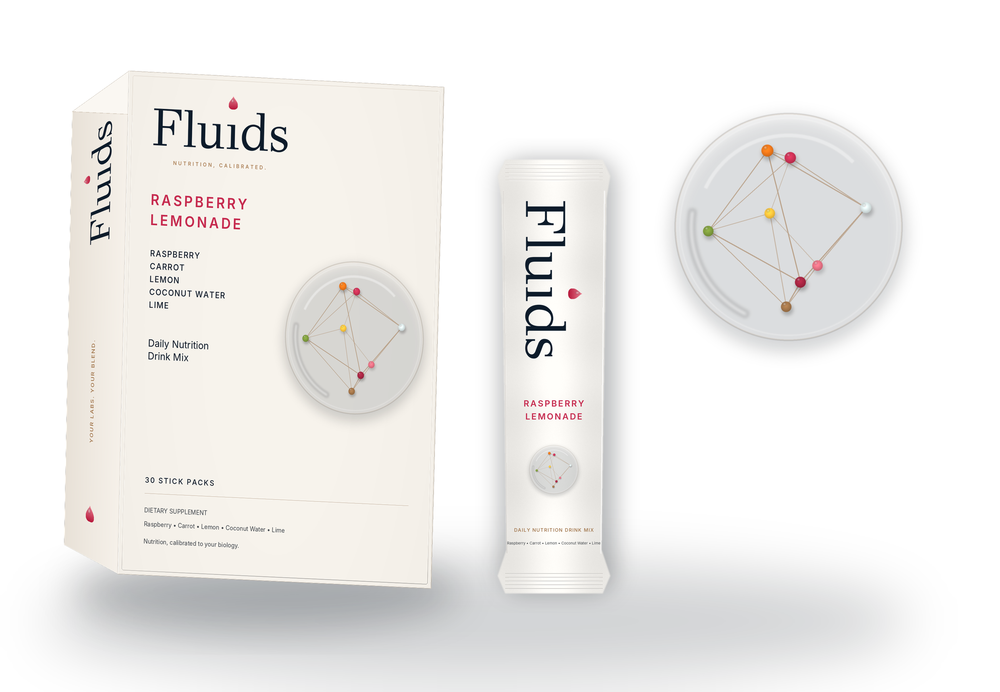 Fluids
YOUR LABS. YOUR BLEND.
Fluids
NUTRITION, CALIBRATED.
RASPBERRY
LEMONADE
RASPBERRY
CARROT
LEMON
COCONUT WATER
LIME
Daily Nutrition
Drink Mix
30 STICK PACKS
DIETARY SUPPLEMENT
Raspberry • Carrot • Lemon • Coconut Water • Lime
Nutrition, calibrated to your biology.
Fluids
RASPBERRY
LEMONADE
DAILY NUTRITION DRINK MIX
Raspberry • Carrot • Lemon • Coconut Water • Lime